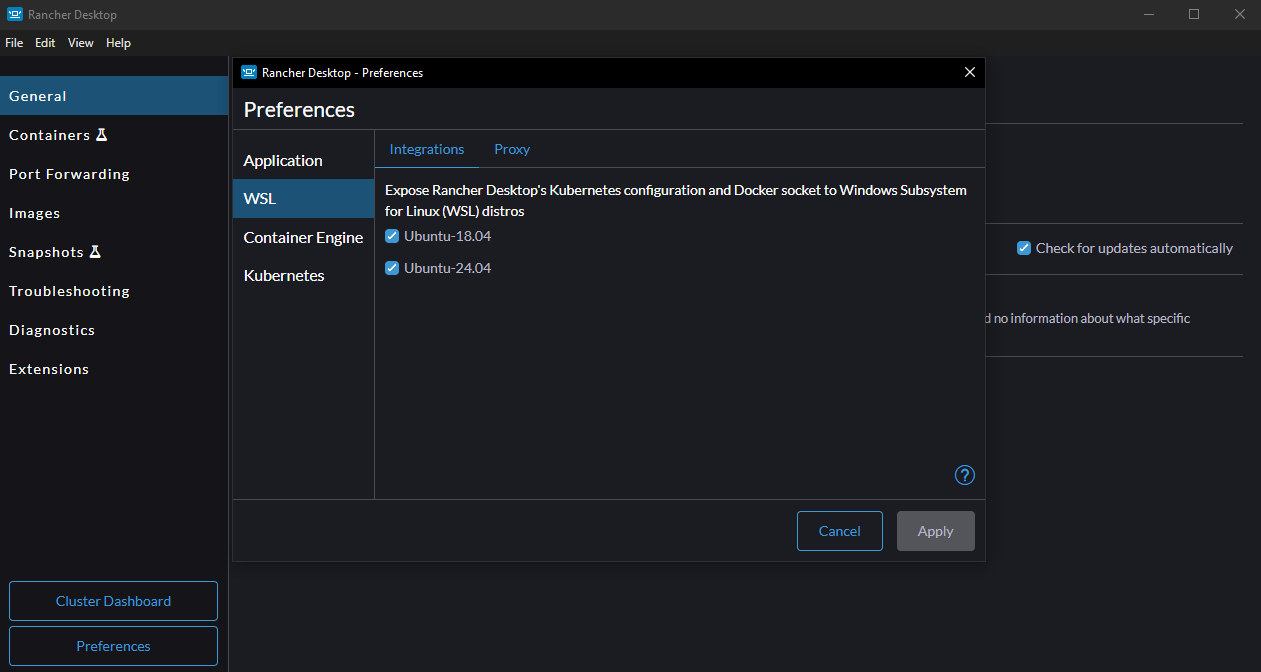 Rancher Desktop
File Edit View Help
General
Containers
Port Forwarding
Images
Snapshots
Troubleshooting
Diagnostics
Extensions
Cluster Dashboard
Preferences
Rancher Desktop - Preferences
Preferences
Application
WSL
Container Engine
Kubernetes
Integrations Proxy
Expose Rancher Desktop's Kubernetes configuration and Docker socket to Windows Subsystem
for Linux (WSL) distros
Ubuntu-18.04
Ubuntu-24.04
?
Cancel Apply
Check for updates automatically
d no information about what specific